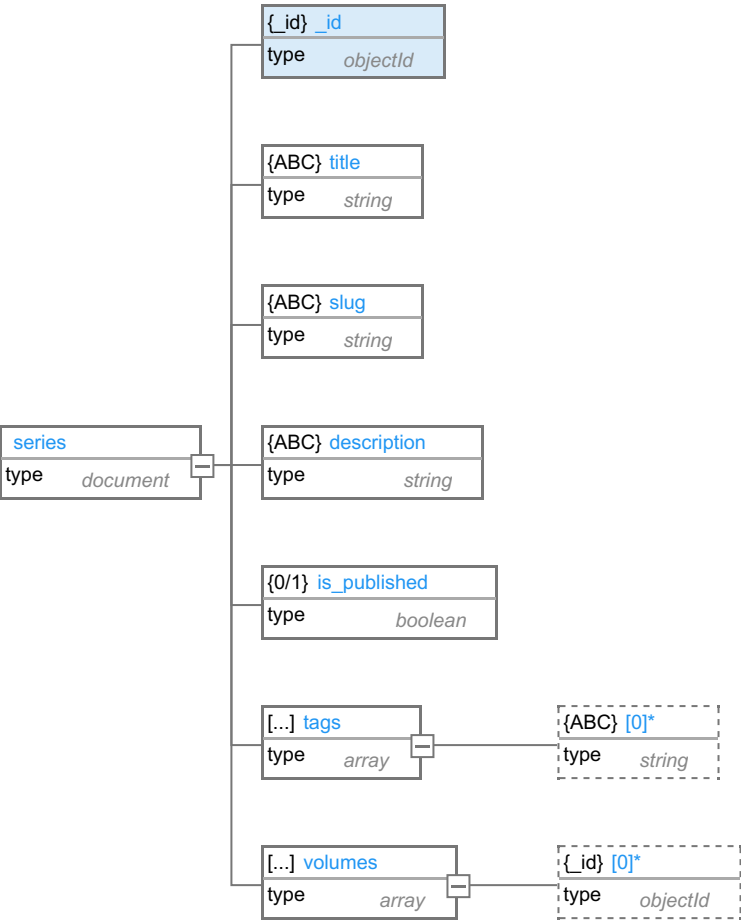 {_id} _id
type objectId
{ABC} title
type string
{ABC} slug
type string
series
type document
{ABC} description
type string
{0/1} is_published
type boolean
[...] tags
type array
{ABC} [0]*
type string
[...] volumes
type array
{_id} [0]*
type objectId